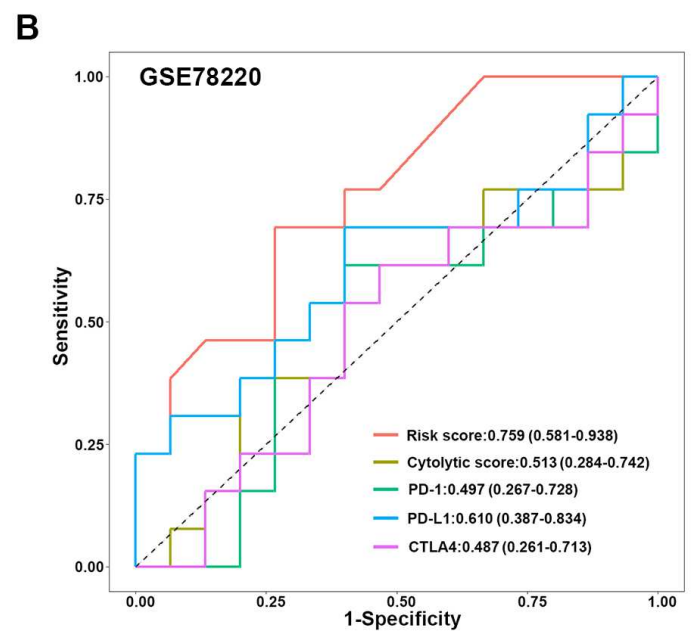 B
GSE78220
1.00
0.75
0.50
0.25
0.00
Sensitivity
Risk score:0.759 (0.581-0.938)
Cytolytic score:0.513 (0.284-0.742)
PD-1:0.497 (0.267-0.728)
PD-L1:0.610 (0.387-0.834)
CTLA4:0.487 (0.261-0.713)
0.00 0.25 0.50 0.75 1.00
1-Specificity